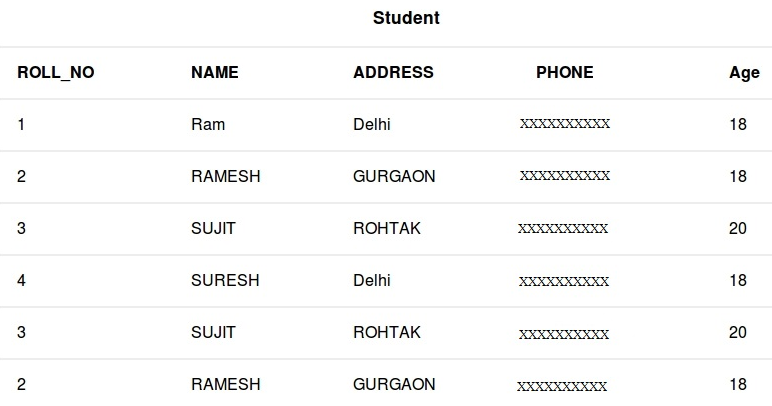 Student
ROLL_NO NAME ADDRESS PHONE Age
1 Ram Delhi XXXXXXXXXX 18
2 RAMESH GURGAON XXXXXXXXXX 18
3 SUJIT ROHTAK XXXXXXXXXX 20
4 SURESH Delhi XXXXXXXXXX 18
3 SUJIT ROHTAK XXXXXXXXXX 20
2 RAMESH GURGAON XXXXXXXXXX 18